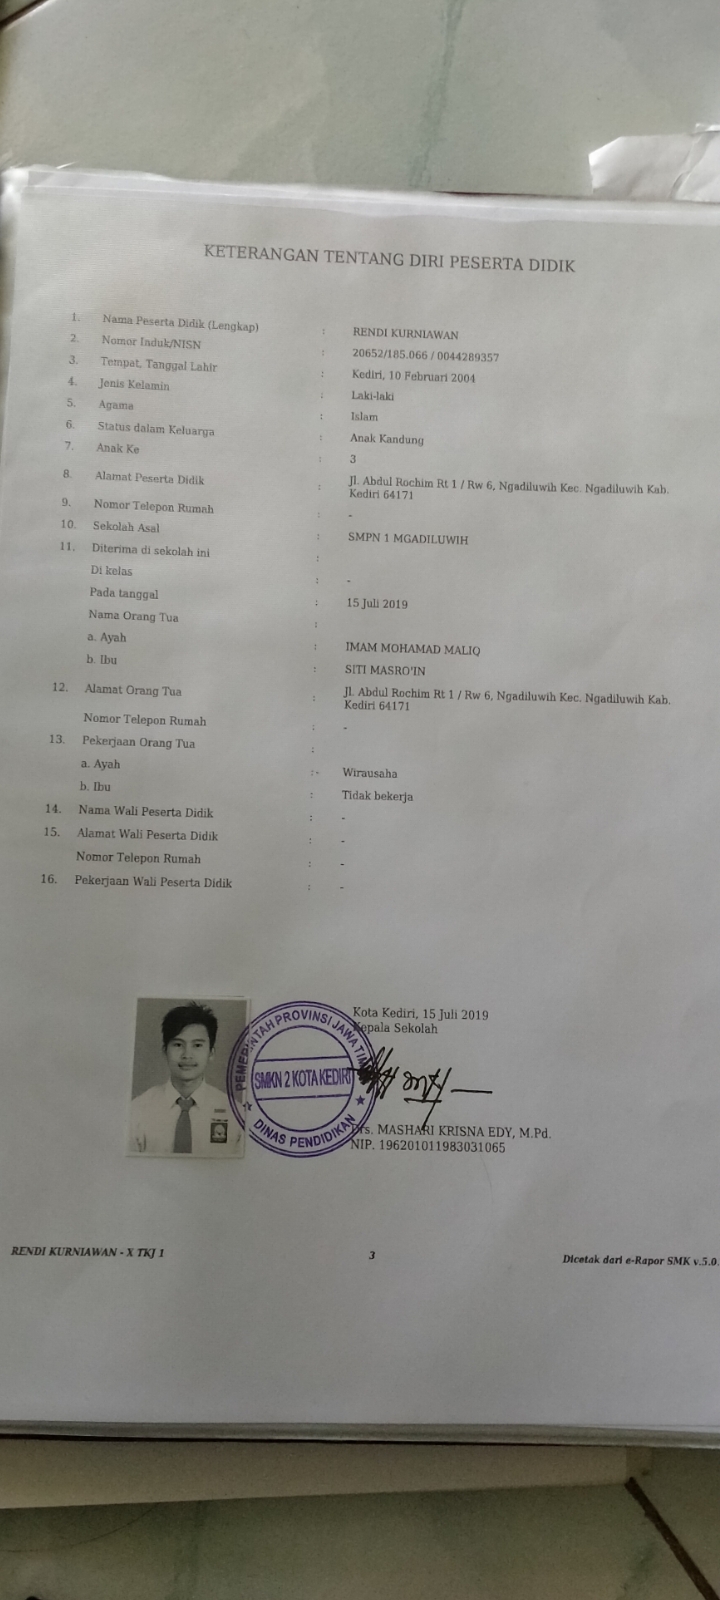 KETERANGAN TENTANG DIRI PESERTA DIDIK
1. Nama Peserta Didik (Lengkap) : RENDI KURNIAWAN
2. Nomor Induk/NISN : 20652/185.066 / 0044289357
3. Tempat, Tanggal Lahir : Kediri, 10 Februari 2004
4. Jenis Kelamin : Laki-laki
5. Agama : Islam
6. Status dalam Keluarga : Anak Kandung
7. Anak Ke : 3
8. Alamat Peserta Didik : Jl. Abdul Rochim Rt 1 / Rw 6, Ngadiluwih Kec. Ngadiluwih Kab.
Kediri 64171
9. Nomor Telepon Rumah : -
10. Sekolah Asal : SMPN 1 MGADILUWIH
11. Diterima di sekolah ini :
Di kelas : -
Pada tanggal : 15 Juli 2019
Nama Orang Tua :
a. Ayah : IMAM MOHAMAD MALIQ
b. Ibu : SITI MASRO'IN
12. Alamat Orang Tua : Jl. Abdul Rochim Rt 1 / Rw 6, Ngadiluwih Kec. Ngadiluwih Kab.
Kediri 64171
Nomor Telepon Rumah : -
13. Pekerjaan Orang Tua :
a. Ayah : Wirausaha
b. Ibu : Tidak bekerja
14. Nama Wali Peserta Didik : -
15. Alamat Wali Peserta Didik : -
Nomor Telepon Rumah : -
16. Pekerjaan Wali Peserta Didik : -
Kota Kediri, 15 Juli 2019
Kepala Sekolah
PEMERINTAH PROVINSI JAWA TIM
SMKN 2 KOTA KEDIRI
DINAS PENDIDIKAN
Drs. MASHARI KRISNA EDY, M.Pd.
NIP. 196201011983031065
RENDI KURNIAWAN - X TKJ 1
3
Dicetak dari e-Rapor SMK v.5.0.